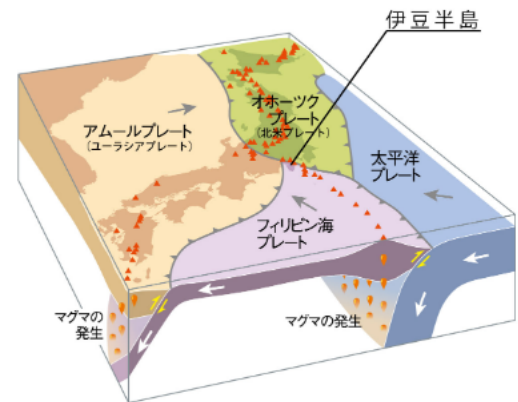 伊豆半島
オホーツク
プレート
(北米プレート)
アムールプレート
(ユーラシアプレート)
太平洋
プレート
フィリピン海
プレート
マグマの
発生
マグマの発生